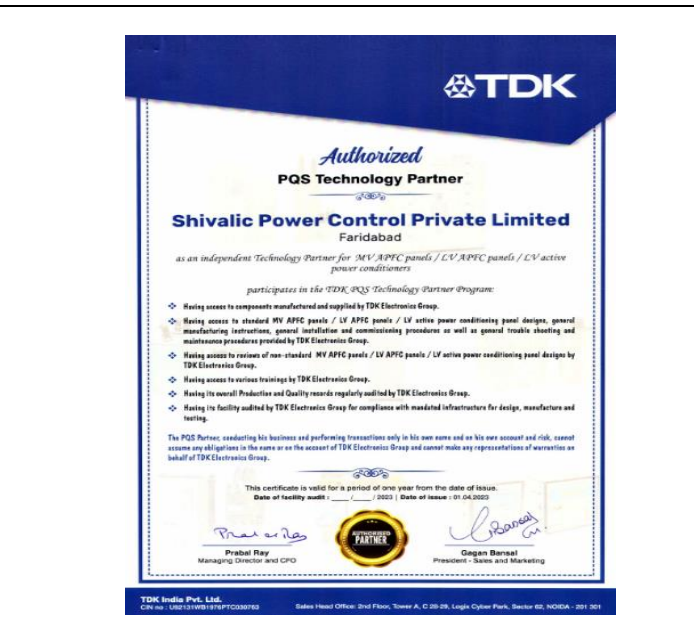 TDK
Authorized
PQS Technology Partner
Shivalic Power Control Private Limited
Faridabad
as an independent Technology Partner for MV APFC panels / LV APFC panels / LV active
power conditioners
participates in the TDK PQS Technology Partner Program:
Having access to components manufactured and supplied by TDK Electronics Group.
Having access to standard MV APFC panels / LV APFC panels / LV active power conditioning panel designs, general
manufacturing instructions, general installation and commissioning procedures as well as general trouble shooting and
maintenance procedures provided by TDK Electronics Group.
Having access to reviews of non-standard MV APFC panels / LV APFC panels / LV active power conditioning panel designs by
TDK Electronics Group.
Having access to various trainings by TDK Electronics Group.
Having its overall Production and Quality records regularly audited by TDK Electronics Group.
Having its facility audited by TDK Electronics Group for compliance with mandated infrastructure for design, manufacture and
testing.
The PQS Partner, conducting his business and performing transactions only in his own name and on his own account and risk, cannot
assume any obligations in the name or on the account of TDK Electronics Group and cannot make any representations of warranties on
behalf of TDK Electronics Group.
This certificate is valid for a period of one year from the date of issue.
Date of facility audit : ____ /____ / 2023 | Date of issue : 01.04.2023
AUTHORISED
PARTNER
Prabal Ray
Managing Director and CFO
Gagan Bansal
President - Sales and Marketing
TDK India Pvt. Ltd.
CIN no : U92131WB1976PTC030763
Sales Head Office: 2nd Floor, Tower A, C 28-29, Logix Cyber Park, Sector 62, NOIDA - 201 301